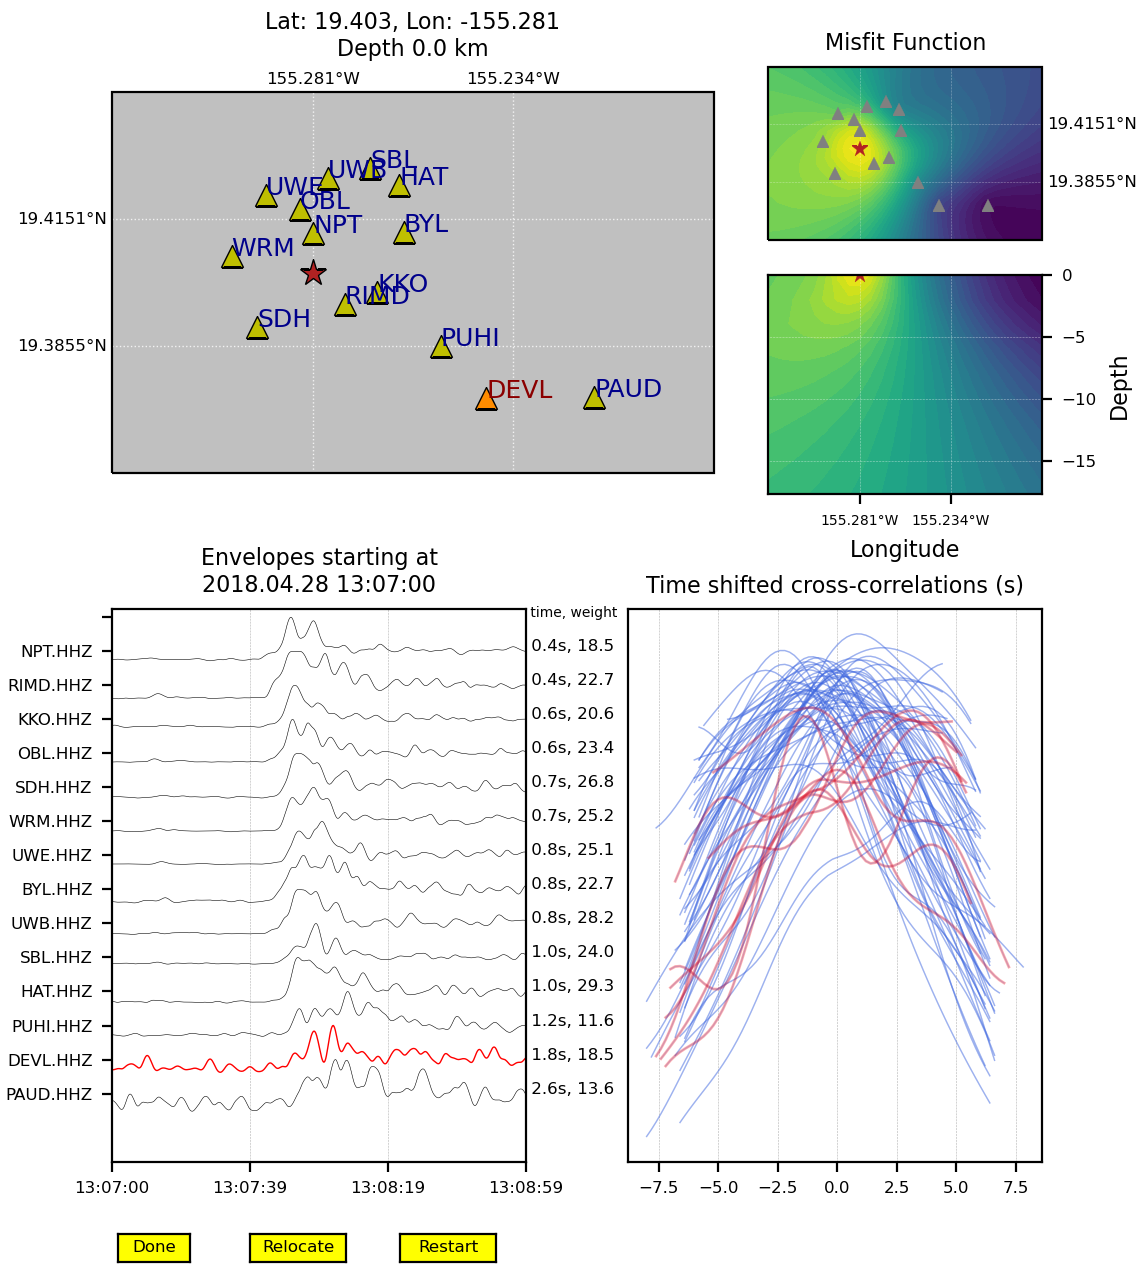 Lat: 19.403, Lon: -155.281
Depth 0.0 km
155.281°W 155.234°W
SBL
UWB
HAT
UWE
OBL
NPT
BYL
19.4151°N
WRM
KKO
RIMD
SDH
PUHI
19.3855°N
DEVL
PAUD
Misfit Function
19.4151°N
19.3855°N
0
−5
−10
−15
Depth
155.281°W 155.234°W
Longitude
Envelopes starting at
2018.04.28 13:07:00
time, weight
NPT.HHZ 0.4s, 18.5
RIMD.HHZ 0.4s, 22.7
KKO.HHZ 0.6s, 20.6
OBL.HHZ 0.6s, 23.4
SDH.HHZ 0.7s, 26.8
WRM.HHZ 0.7s, 25.2
UWE.HHZ 0.8s, 25.1
BYL.HHZ 0.8s, 22.7
UWB.HHZ 0.8s, 28.2
SBL.HHZ 1.0s, 24.0
HAT.HHZ 1.0s, 29.3
PUHI.HHZ 1.2s, 11.6
DEVL.HHZ 1.8s, 18.5
PAUD.HHZ 2.6s, 13.6
13:07:00 13:07:39 13:08:19 13:08:59
Time shifted cross-correlations (s)
−7.5 −5.0 −2.5 0.0 2.5 5.0 7.5
Done Relocate Restart